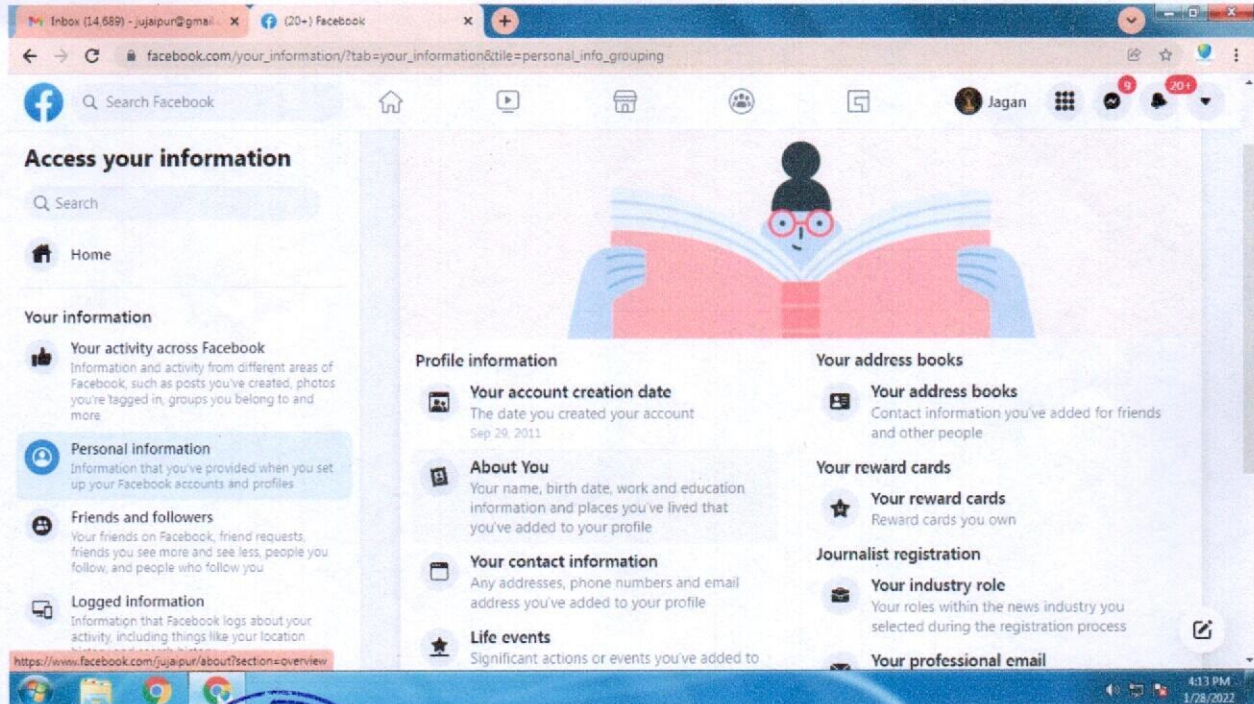 Inbox (14,689) - jujaipur@gmail.
(20+) Facebook
facebook.com/your_information/?tab=your_information&tile=personal_info_grouping
Search Facebook
Jagan
9
20+
Access your information
Search
Home
Your information
Your activity across Facebook
Information and activity from different areas of
Facebook, such as posts you've created, photos
you're tagged in, groups you belong to and
more
Personal information
Information that you've provided when you set
up your Facebook accounts and profiles
Friends and followers
Your friends on Facebook, friend requests,
friends you see more and see less, people you
follow, and people who follow you
Logged information
Information that Facebook logs about your
activity, including things like your location
https://www.facebook.com/jujaipur/about?section=overview
Profile information
Your account creation date
The date you created your account
Sep 29, 2011
About You
Your name, birth date, work and education
information and places you've lived that
you've added to your profile
Your contact information
Any addresses, phone numbers and email
address you've added to your profile
Life events
Significant actions or events you've added to
Your address books
Your address books
Contact information you've added for friends
and other people
Your reward cards
Your reward cards
Reward cards you own
Journalist registration
Your industry role
Your roles within the news industry you
selected during the registration process
Your professional email
4:13 PM
1/28/2022